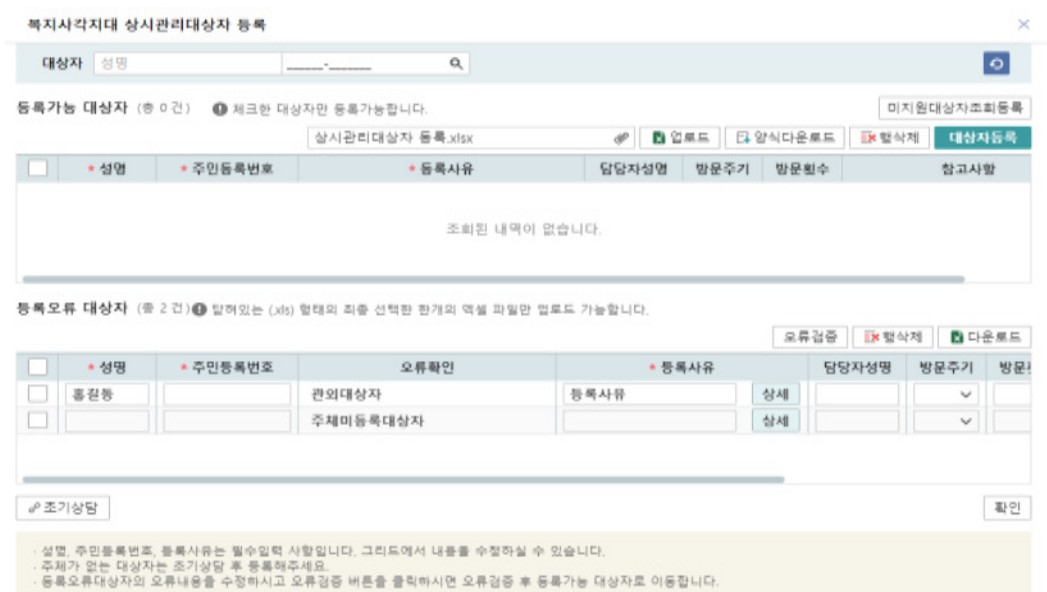 복지사각지대 상시관리대상자 등록
대상자 성명 ______-_______
등록가능 대상자 (총 0 건) 체크한 대상자만 등록가능합니다. 미지원대상자조회등록
상시관리대상자 등록.xlsx 업로드 양식다운로드 행삭제 대상자등록
* 성명 * 주민등록번호 * 등록사유 담당자성명 방문주기 방문횟수 참고사항
조회된 내역이 없습니다.
등록오류 대상자 (총 2 건) 닫혀있는 (.xls) 형태의 최종 선택한 한개의 엑셀 파일만 업로드 가능합니다.
오류검증 행삭제 다운로드
* 성명 * 주민등록번호 오류확인 * 등록사유 담당자성명 방문주기 방문
홍길동 관외대상자 등록사유 상세
주체미등록대상자 상세
초기상담 확인
· 성명, 주민등록번호, 등록사유는 필수입력 사항입니다. 그리드에서 내용을 수정하실 수 있습니다.
· 주체가 없는 대상자는 초기상담 후 등록해주세요.
· 등록오류대상자의 오류내용을 수정하시고 오류검증 버튼을 클릭하시면 오류검증 후 등록가능 대상자로 이동합니다.